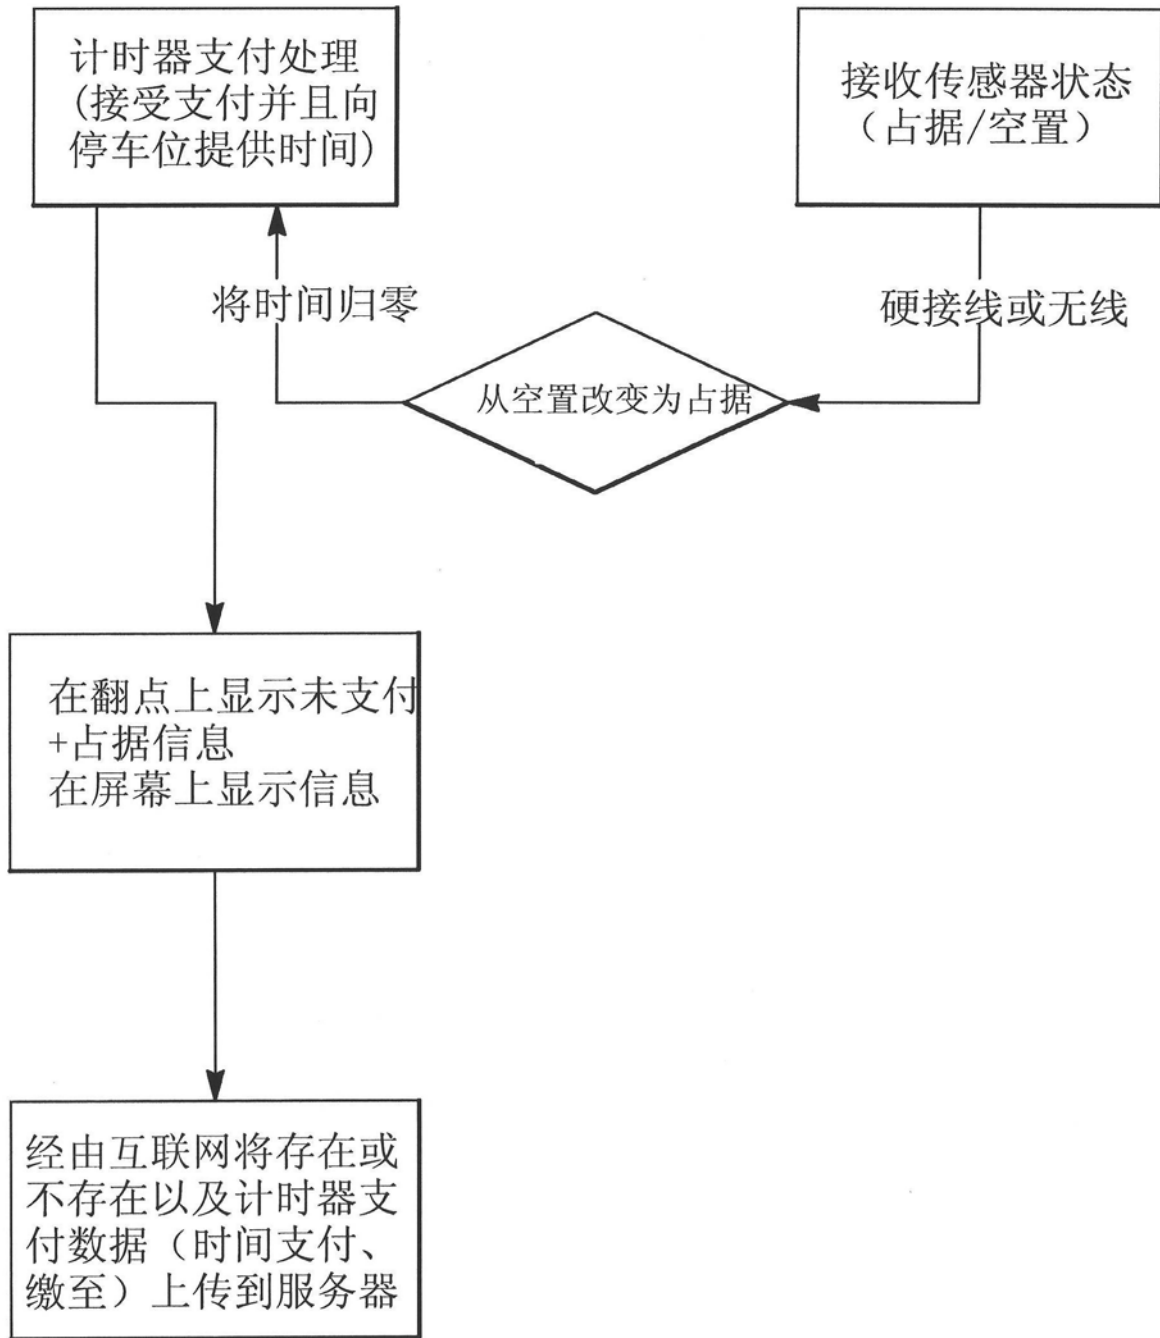 计时器支付处理
(接受支付并且向
停车位提供时间)
接收传感器状态
（占据/空置）
将时间归零
硬接线或无线
从空置改变为占据
在翻点上显示未支付
+占据信息
在屏幕上显示信息
经由互联网将存在或
不存在以及计时器支
付数据（时间支付、
缴至）上传到服务器